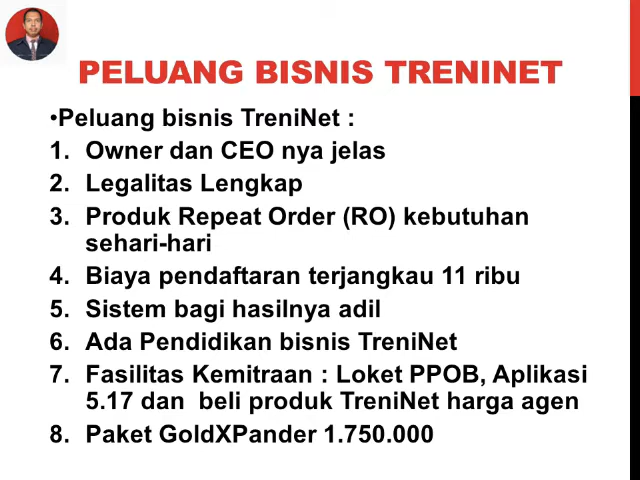 PELUANG BISNIS TRENINET
•Peluang bisnis TreniNet :
1. Owner dan CEO nya jelas
2. Legalitas Lengkap
3. Produk Repeat Order (RO) kebutuhan
sehari-hari
4. Biaya pendaftaran terjangkau 11 ribu
5. Sistem bagi hasilnya adil
6. Ada Pendidikan bisnis TreniNet
7. Fasilitas Kemitraan : Loket PPOB, Aplikasi
5.17 dan  beli produk TreniNet harga agen
8. Paket GoldXPander 1.750.000